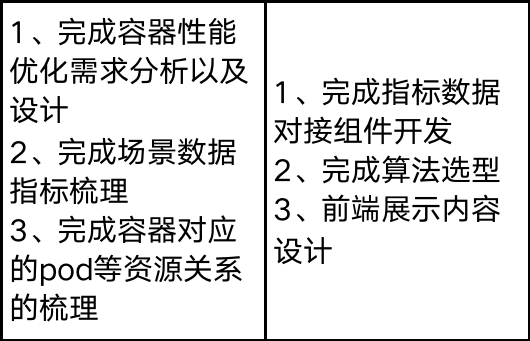 1、完成容器性能
优化需求分析以及
设计
2、完成场景数据
指标梳理
3、完成容器对应
的pod等资源关系
的梳理
1、完成指标数据
对接组件开发
2、完成算法选型
3、前端展示内容
设计